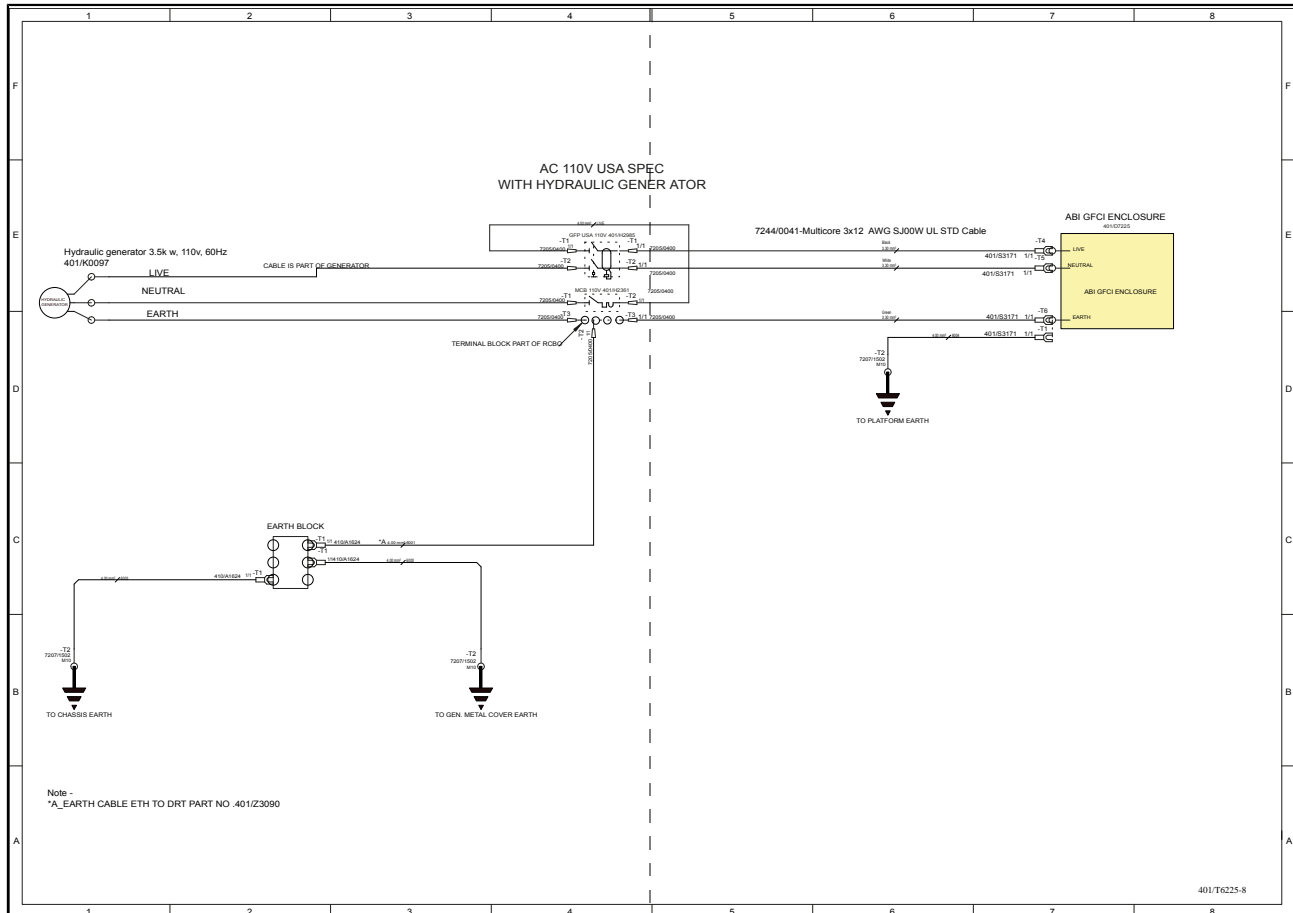 1 2 3 4 5 6 7 8
F F
AC 110V USA SPEC
WITH HYDRAULIC GENER ATOR
E E
Hydraulic generator 3.5k w, 110v, 60Hz
401/K0097
HYDRAULIC
GENERATOR
LIVE
NEUTRAL
EARTH
CABLE IS PART OF GENERATOR
GFP USA 110V 401/H2985
-T1 1/1 7205/0400
-T1 1/1 7205/0400
-T2 7205/0400
-T2 1/1 7205/0400
MCB 110V 401/H2361
-T1 7205/0400
-T2 1/1 7205/0400
-T3 7205/0400
-T3 1/1 7205/0400
-T2 1/1 7205/0400
TERMINAL BLOCK PART OF RCBO
7244/0041-Multicore 3x12 AWG SJ00W UL STD Cable
Black
White
Green
ABI GFCI ENCLOSURE
401/D7225
-T4
401/S3171 1/1
LIVE
-T5
401/S3171 1/1
NEUTRAL
ABI GFCI ENCLOSURE
-T6
401/S3171 1/1
EARTH
-T1
401/S3171 1/1
-T2
7207/1502
M10
TO PLATFORM EARTH
D D
EARTH BLOCK
-T1 1/1 410/A1624
*A
-T1
1/1 410/A1624
410/A1624 1/1 -T1
C C
-T2
7207/1502
M10
TO CHASSIS EARTH
-T2
7207/1502
M10
TO GEN. METAL COVER EARTH
B B
Note -
*A_EARTH CABLE ETH TO DRT PART NO .401/Z3090
A A
401/T6225-8
1 2 3 4 5 6 7 8